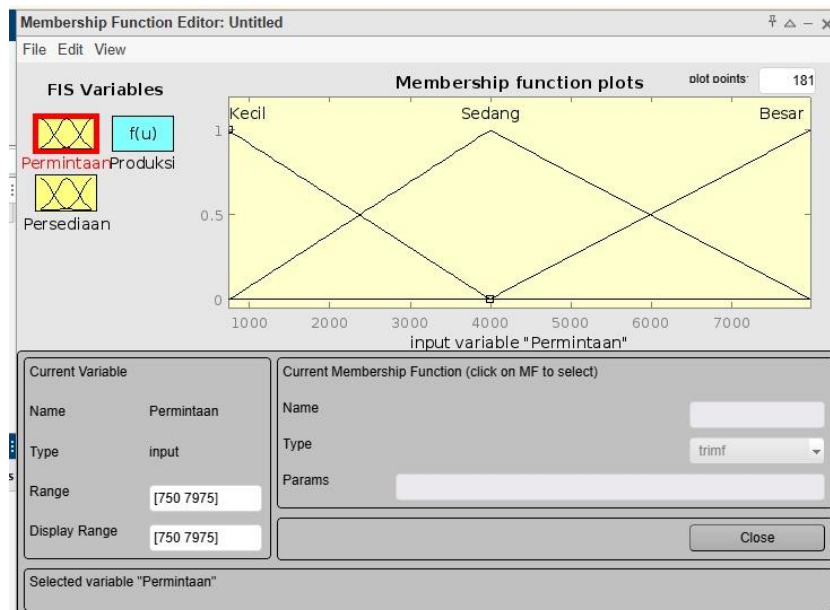 Membership Function Editor: Untitled
File Edit View
FIS Variables
Permintaan
f(u)
Produksi
Persediaan
Membership function plots
plot points:
181
Kecil
Sedang
Besar
1
0.5
0
1000 2000 3000 4000 5000 6000 7000
input variable "Permintaan"
Current Variable
Name Permintaan
Type input
Range [750 7975]
Display Range [750 7975]
Current Membership Function (click on MF to select)
Name
Type trimf
Params
Close
Selected variable "Permintaan"